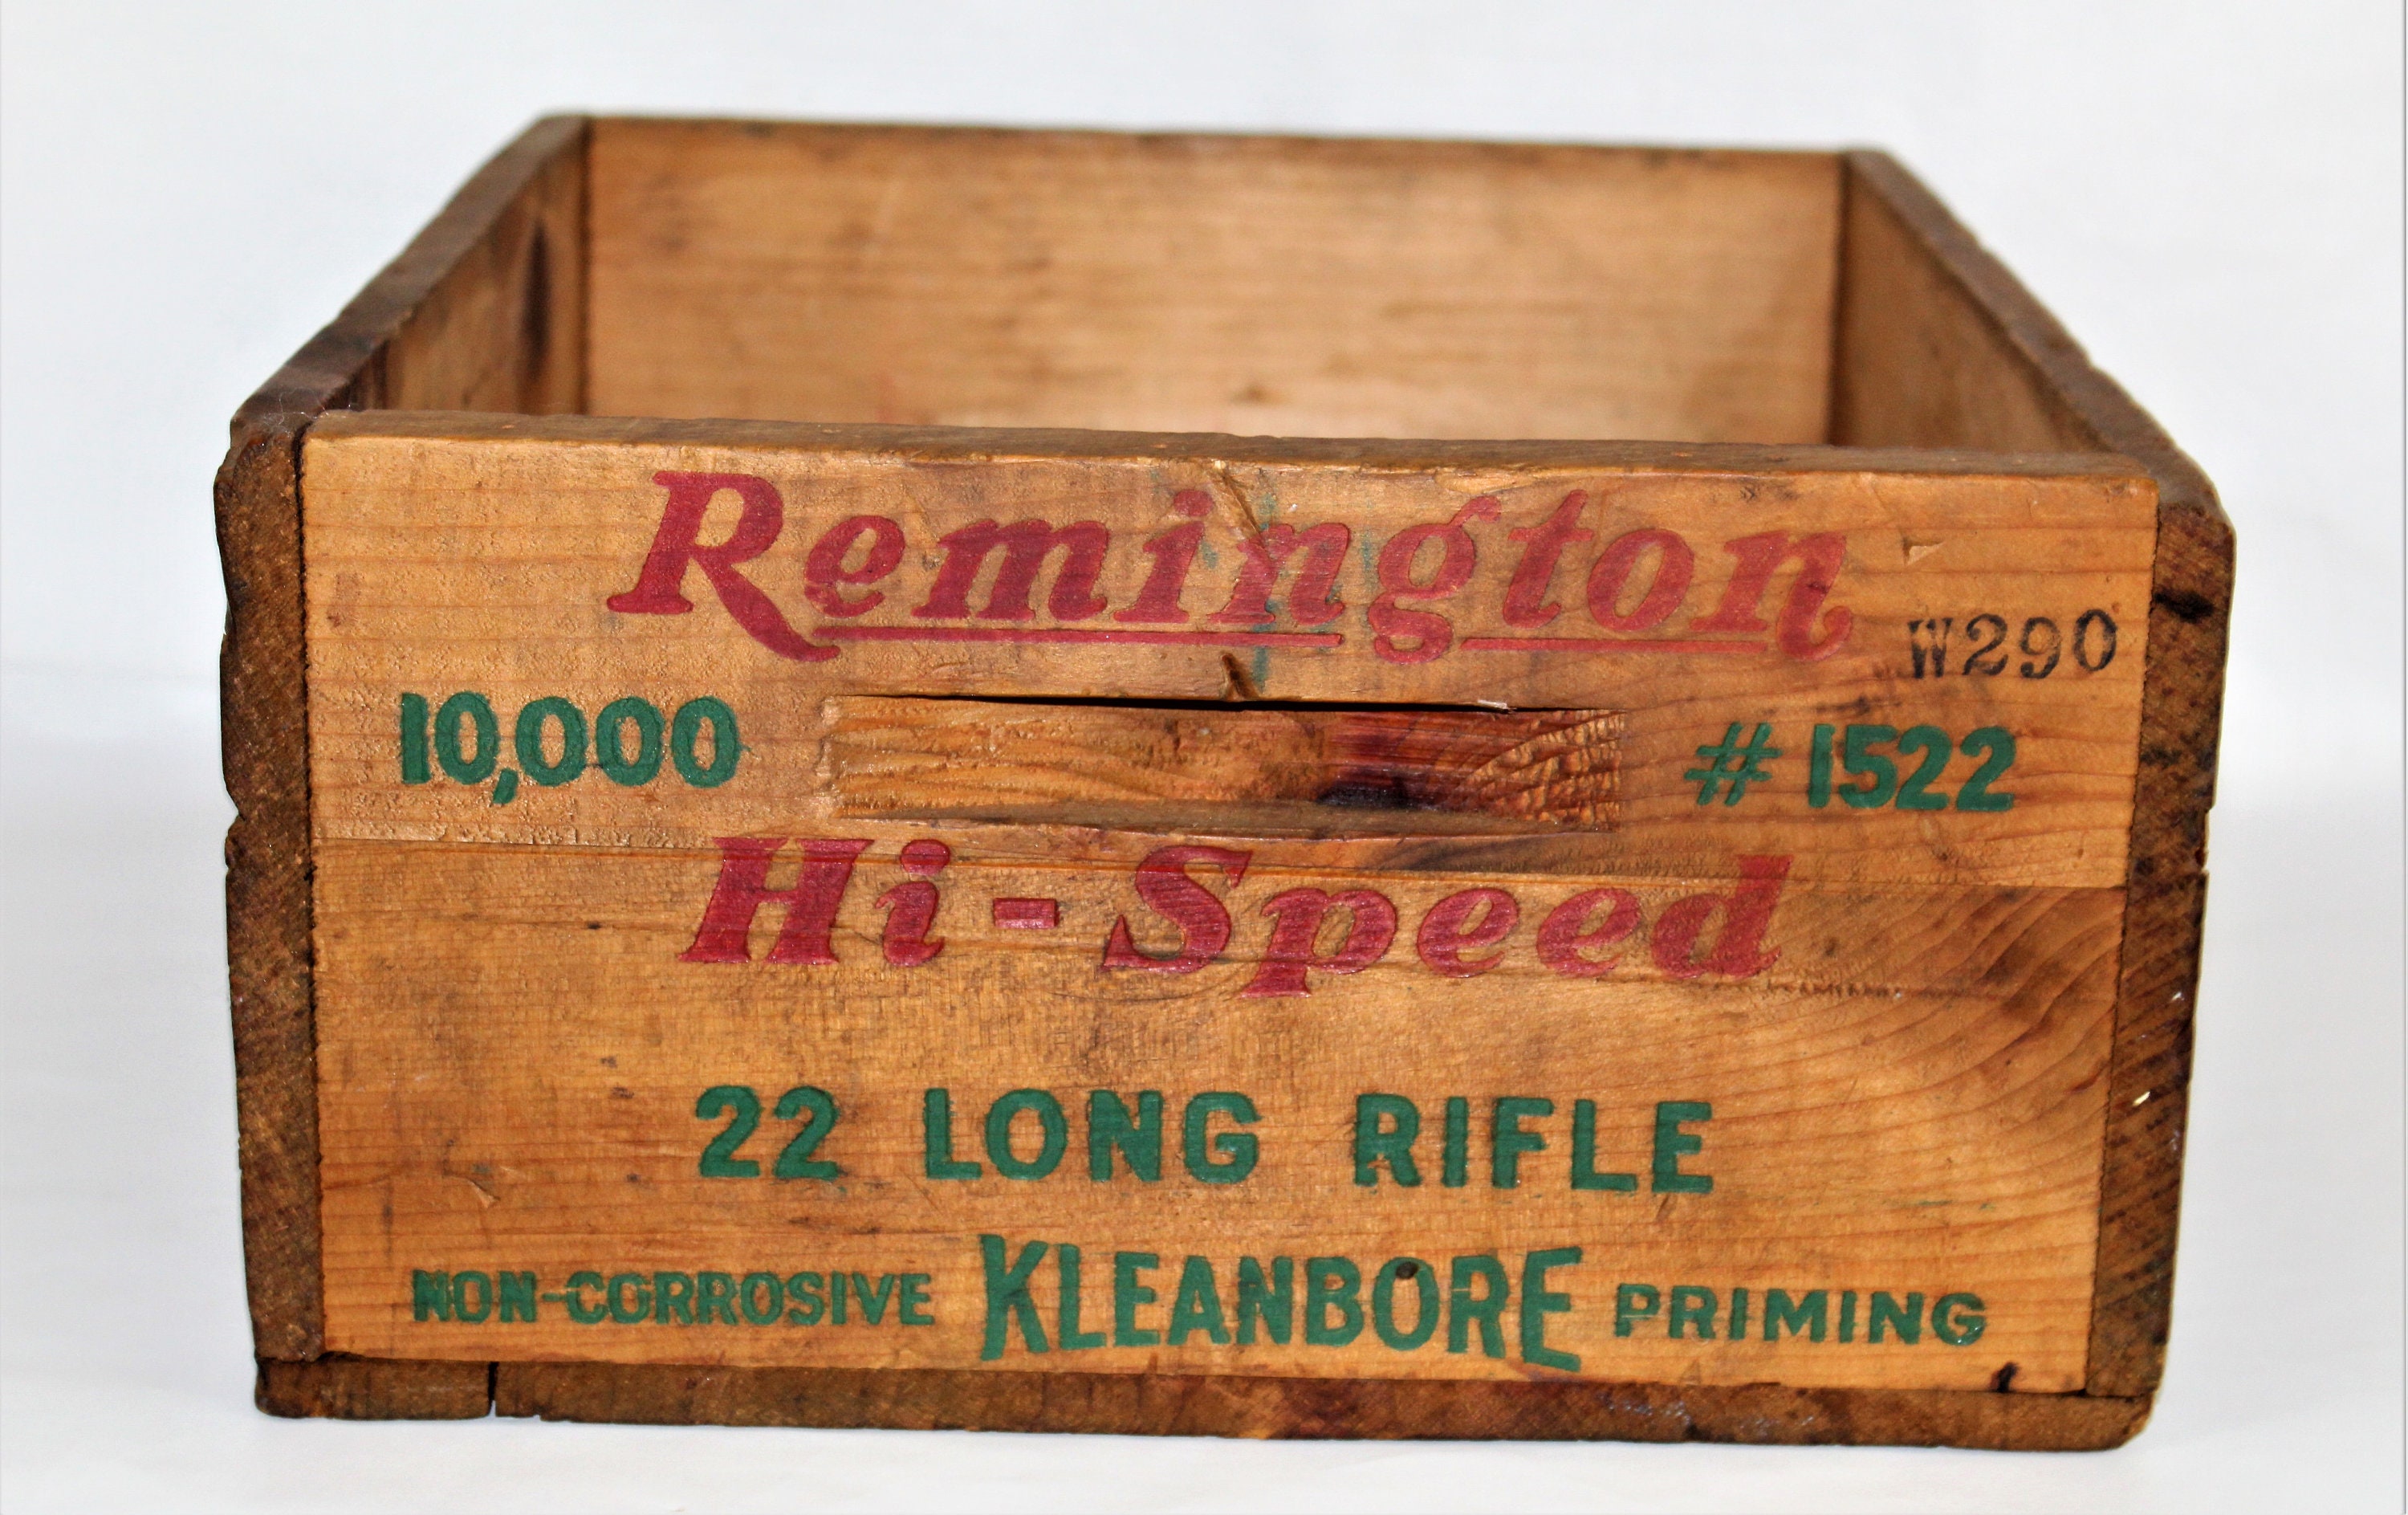 Remington
W290
10,000 # 1522
Hi-Speed
22 LONG RIFLE
NON-CORROSIVE KLEANBORE PRIMING